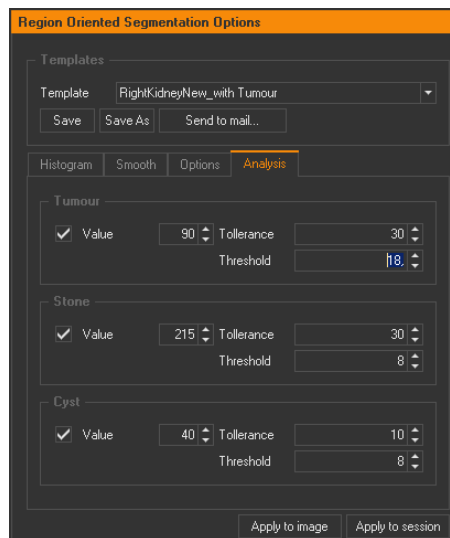 Region Oriented Segmentation Options
Templates
Template RightKidneyNew_with Tumour
Save Save As Send to mail...
Histogram Smooth Options Analysis
Tumour
Value 90 Tollerance 30
Threshold 18,
Stone
Value 215 Tollerance 30
Threshold 8
Cyst
Value 40 Tollerance 10
Threshold 8
Apply to image Apply to session